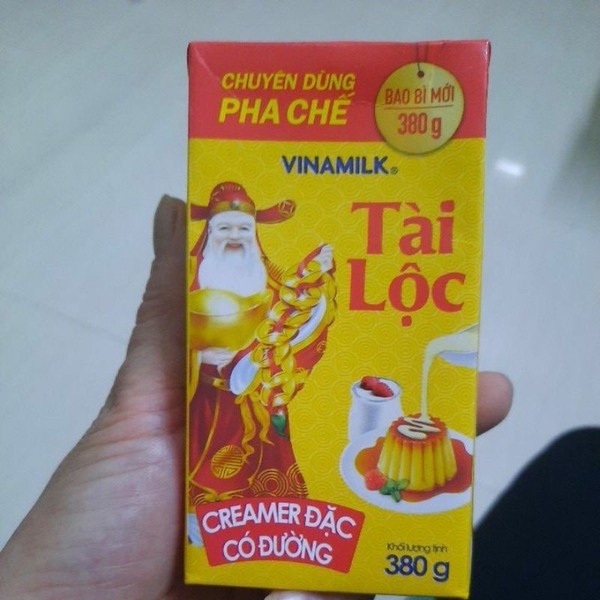 CHUYÊN DÙNG
PHA CHẾ
BAO BÌ MỚI
380 g
VINAMILK®
Tài
Lộc
CREAMER ĐẶC
CÓ ĐƯỜNG
Khối lượng tịnh
380 g